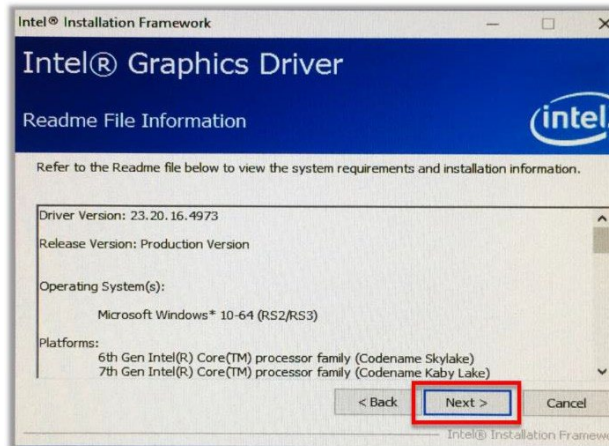 Intel® Installation Framework
Intel® Graphics Driver
Readme File Information
intel
Refer to the Readme file below to view the system requirements and installation information.
Driver Version: 23.20.16.4973
Release Version: Production Version
Operating System(s):
Microsoft Windows* 10-64 (RS2/RS3)
Platforms:
6th Gen Intel(R) Core(TM) processor family (Codename Skylake)
7th Gen Intel(R) Core(TM) processor family (Codename Kaby Lake)
< Back Next > Cancel
Intel® Installation